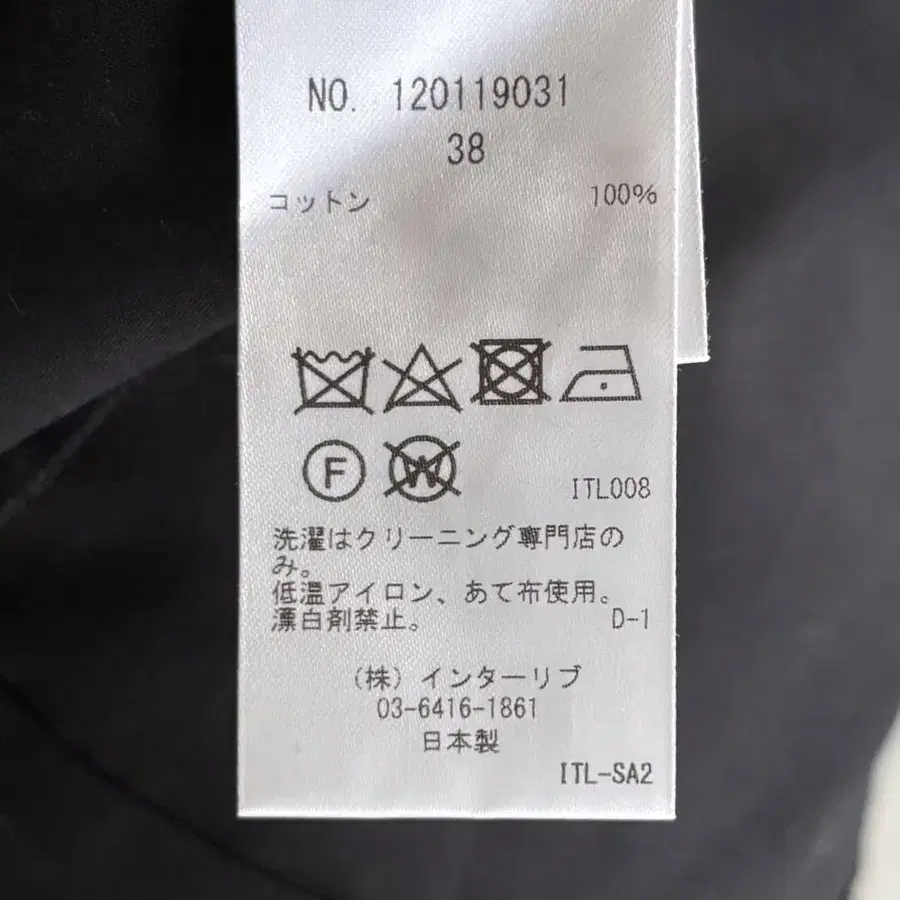 NO. 120119031
38
コットン 100%
F W
ITL008
洗濯はクリーニング専門店の
み。
低温アイロン、あて布使用。
漂白剤禁止。 D-1
(株) インターリブ
03-6416-1861
日本製
ITL-SA2